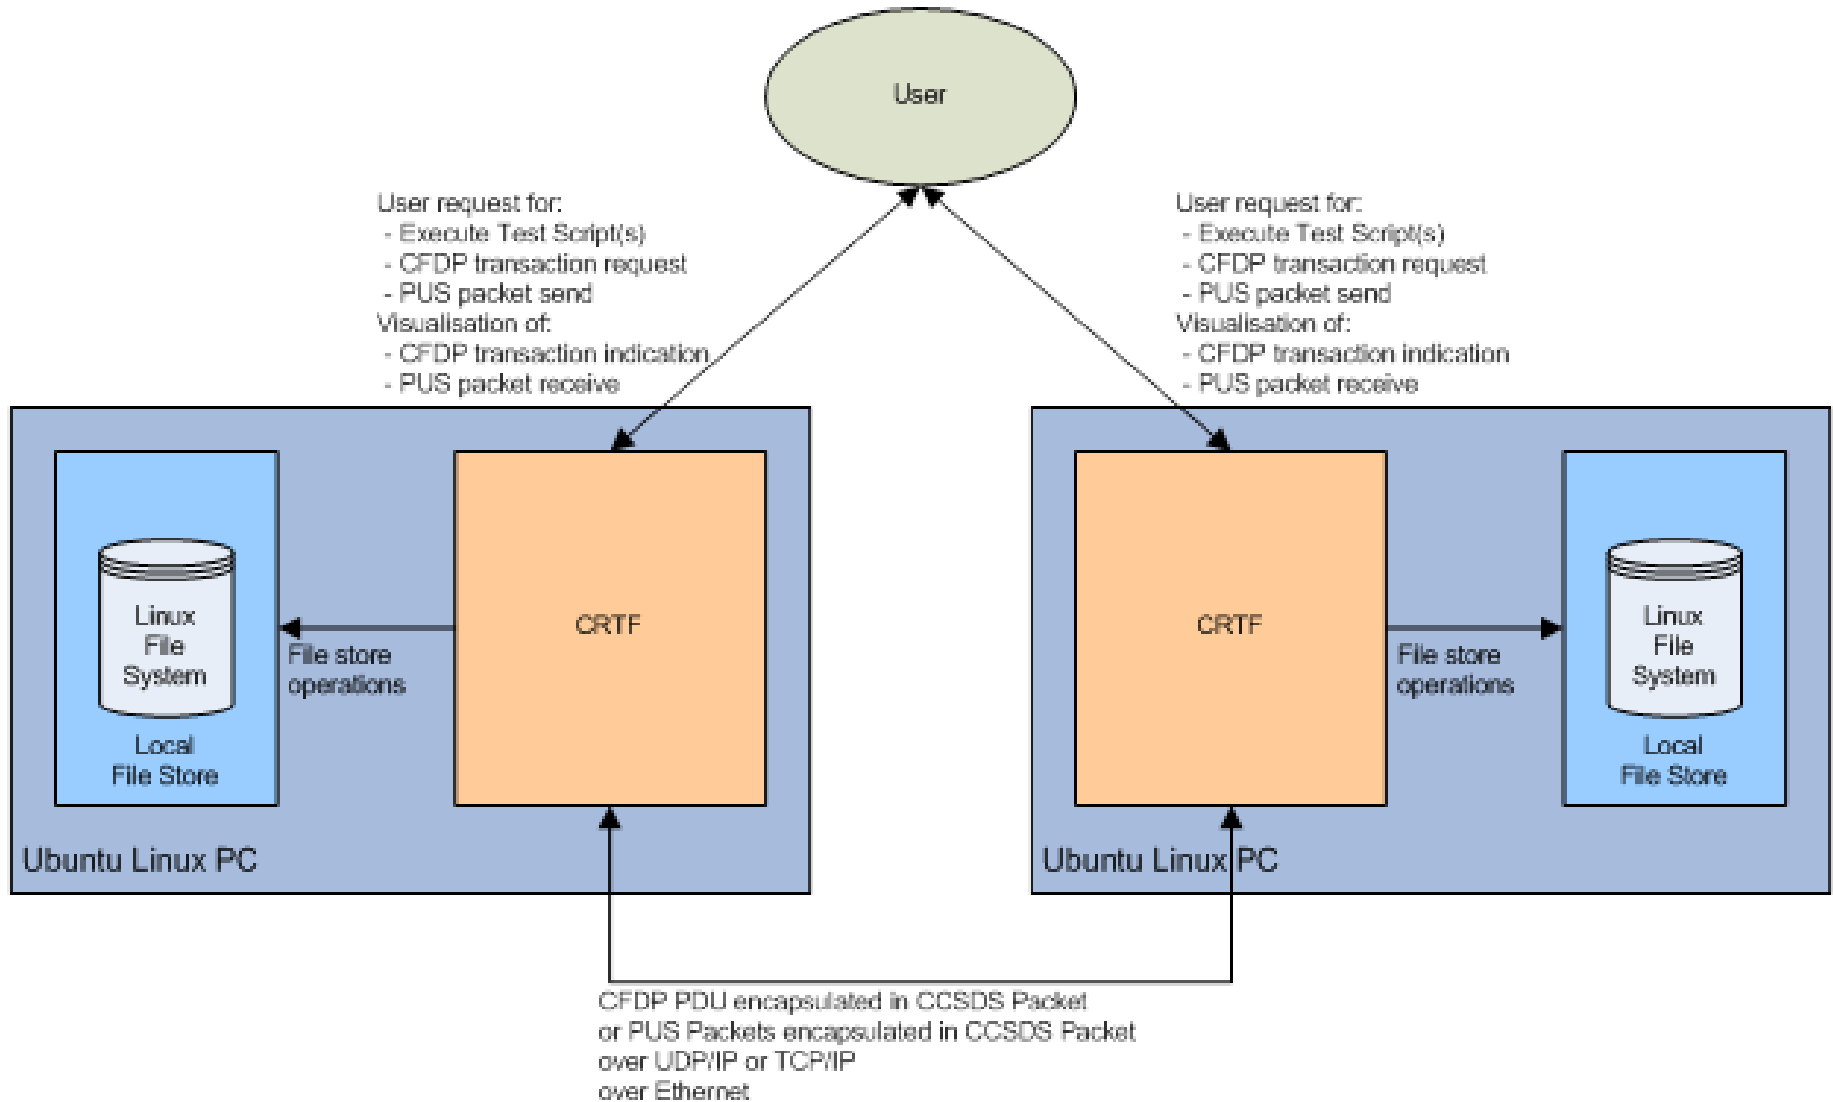 User
User request for:
- Execute Test Script(s)
- CFDP transaction request
- PUS packet send
Visualisation of:
- CFDP transaction indication
- PUS packet receive
User request for:
- Execute Test Script(s)
- CFDP transaction request
- PUS packet send
Visualisation of:
- CFDP transaction indication
- PUS packet receive
Linux
File
System
Local
File Store
File store
operations
CRTF
Ubuntu Linux PC
CRTF
File store
operations
Linux
File
System
Local
File Store
Ubuntu Linux PC
CFDP PDU encapsulated in CCSDS Packet
or PUS Packets encapsulated in CCSDS Packet
over UDP/IP or TCP/IP
over Ethernet